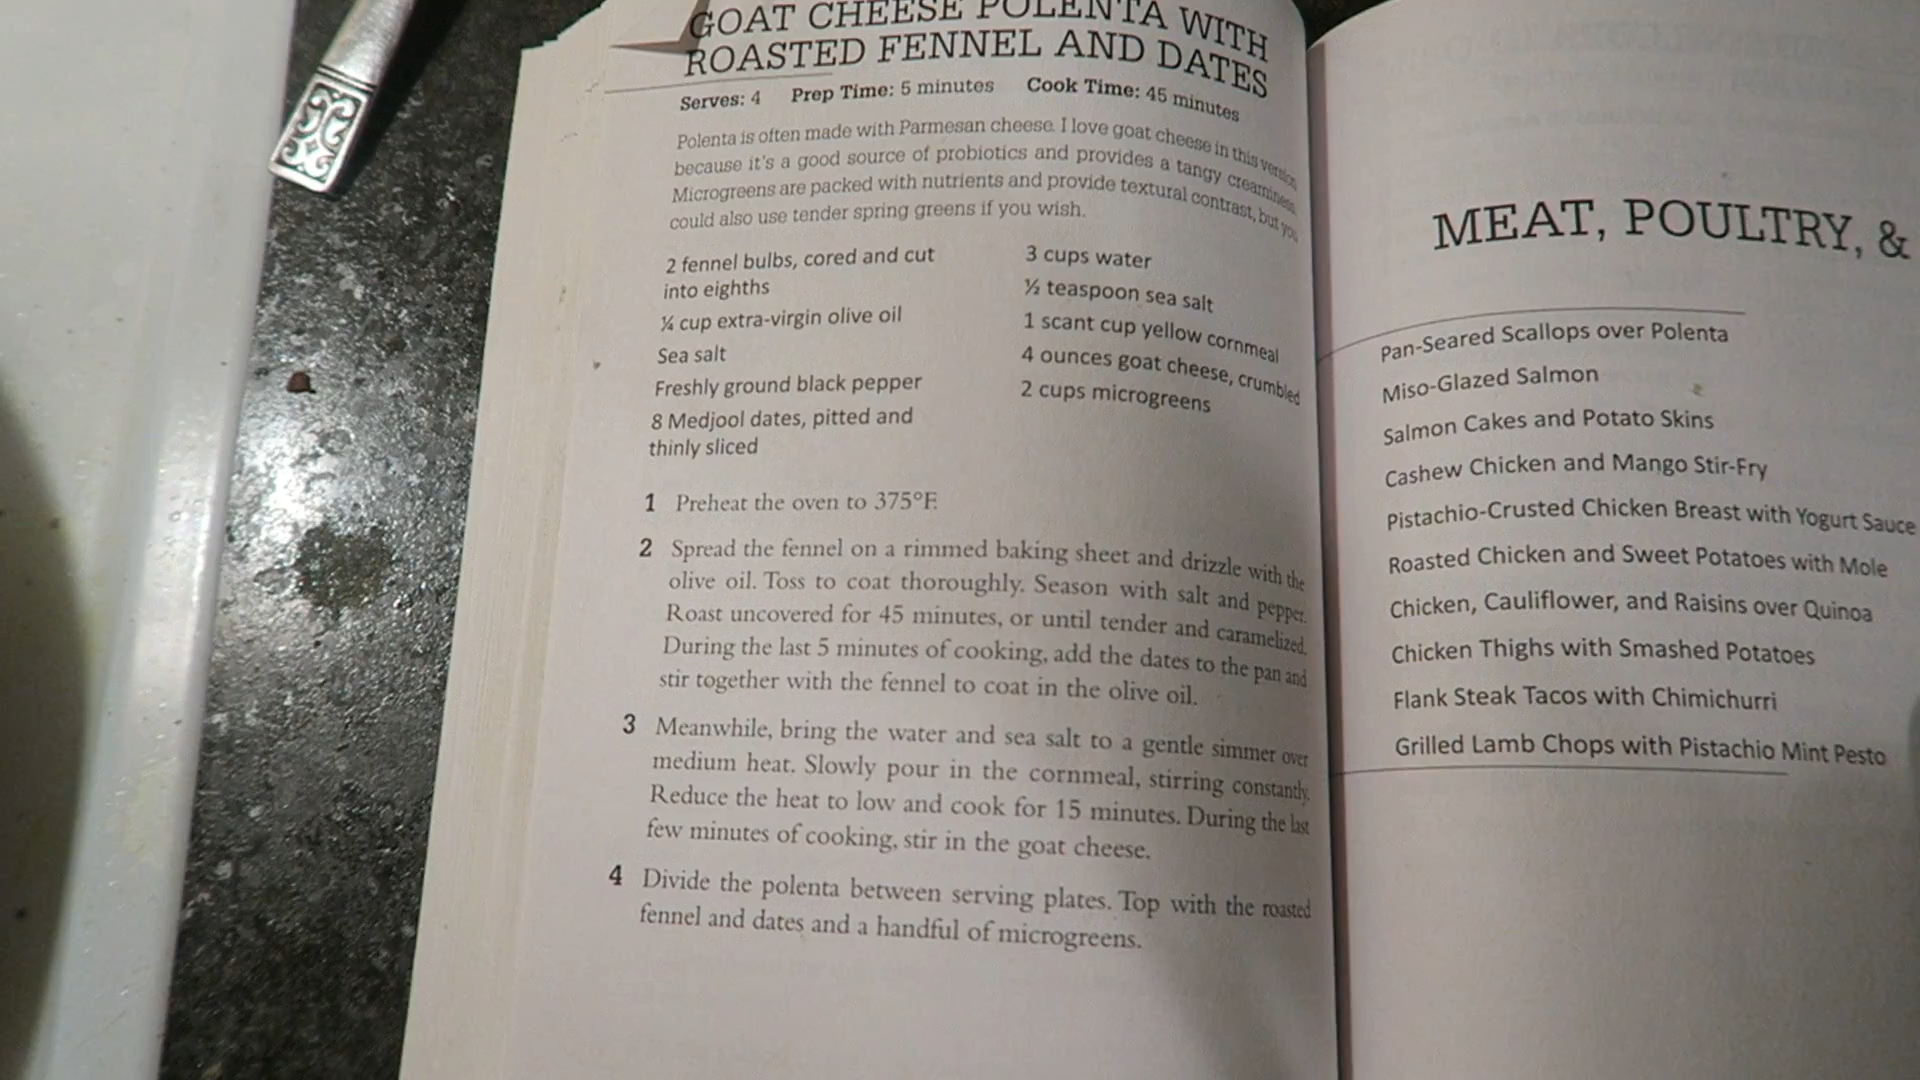 GOAT CHEESE POLENTA WITH
ROASTED FENNEL AND DATES
Serves: 4 Prep Time: 5 minutes Cook Time: 45 minutes
Polenta is often made with Parmesan cheese. I love goat cheese in this version
because it's a good source of probiotics and provides a tangy creaminess.
Microgreens are packed with nutrients and provide textural contrast, but you
could also use tender spring greens if you wish.
2 fennel bulbs, cored and cut
into eighths
¼ cup extra-virgin olive oil
Sea salt
Freshly ground black pepper
8 Medjool dates, pitted and
thinly sliced
3 cups water
½ teaspoon sea salt
1 scant cup yellow cornmeal
4 ounces goat cheese, crumbled
2 cups microgreens
1 Preheat the oven to 375°F.
2 Spread the fennel on a rimmed baking sheet and drizzle with the
olive oil. Toss to coat thoroughly. Season with salt and pepper.
Roast uncovered for 45 minutes, or until tender and caramelized.
During the last 5 minutes of cooking, add the dates to the pan and
stir together with the fennel to coat in the olive oil.
3 Meanwhile, bring the water and sea salt to a gentle simmer over
medium heat. Slowly pour in the cornmeal, stirring constantly.
Reduce the heat to low and cook for 15 minutes. During the last
few minutes of cooking, stir in the goat cheese.
4 Divide the polenta between serving plates. Top with the roasted
fennel and dates and a handful of microgreens.
MEAT, POULTRY, &
Pan-Seared Scallops over Polenta
Miso-Glazed Salmon
Salmon Cakes and Potato Skins
Cashew Chicken and Mango Stir-Fry
Pistachio-Crusted Chicken Breast with Yogurt Sauce
Roasted Chicken and Sweet Potatoes with Mole
Chicken, Cauliflower, and Raisins over Quinoa
Chicken Thighs with Smashed Potatoes
Flank Steak Tacos with Chimichurri
Grilled Lamb Chops with Pistachio Mint Pesto